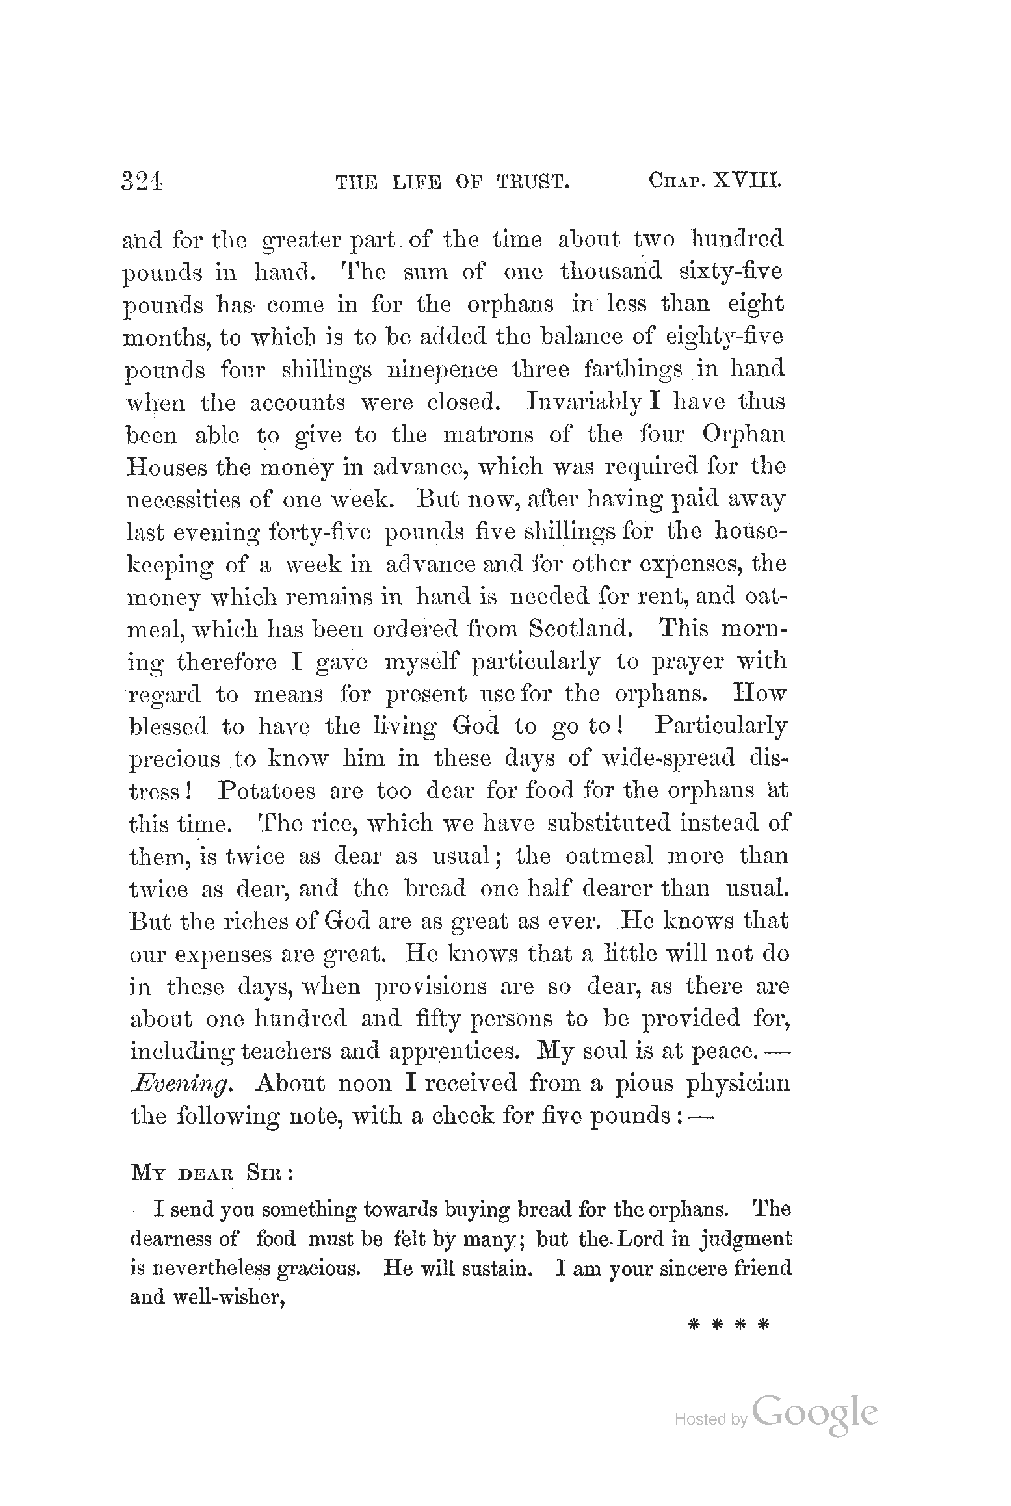 324 THE LIFE OF TRUST. CHAP. XVIII.
and for the greater part of the time about two hundred
pounds in hand. The sum of one thousand sixty-five
pounds has come in for the orphans in less than eight
months, to which is to be added the balance of eighty-five
pounds four shillings ninepence three farthings in hand
when the accounts were closed. Invariably I have thus
been able to give to the matrons of the four Orphan
Houses the money in advance, which was required for the
necessities of one week. But now, after having paid away
last evening forty-five pounds five shillings for the house-
keeping of a week in advance and for other expenses, the
money which remains in hand is needed for rent, and oat-
meal, which has been ordered from Scotland. This morn-
ing therefore I gave myself particularly to prayer with
regard to means for present use for the orphans. How
blessed to have the living God to go to! Particularly
precious to know him in these days of wide-spread dis-
tress! Potatoes are too dear for food for the orphans at
this time. The rice, which we have substituted instead of
them, is twice as dear as usual; the oatmeal more than
twice as dear, and the bread one half dearer than usual.
But the riches of God are as great as ever. He knows that
our expenses are great. He knows that a little will not do
in these days, when provisions are so dear, as there are
about one hundred and fifty persons to be provided for,
including teachers and apprentices. My soul is at peace. —
Evening. About noon I received from a pious physician
the following note, with a check for five pounds: —
MY DEAR SIR:
I send you something towards buying bread for the orphans. The
dearness of food must be felt by many; but the Lord in judgment
is nevertheless gracious. He will sustain. I am your sincere friend
and well-wisher,
* * * *
Hosted by Google